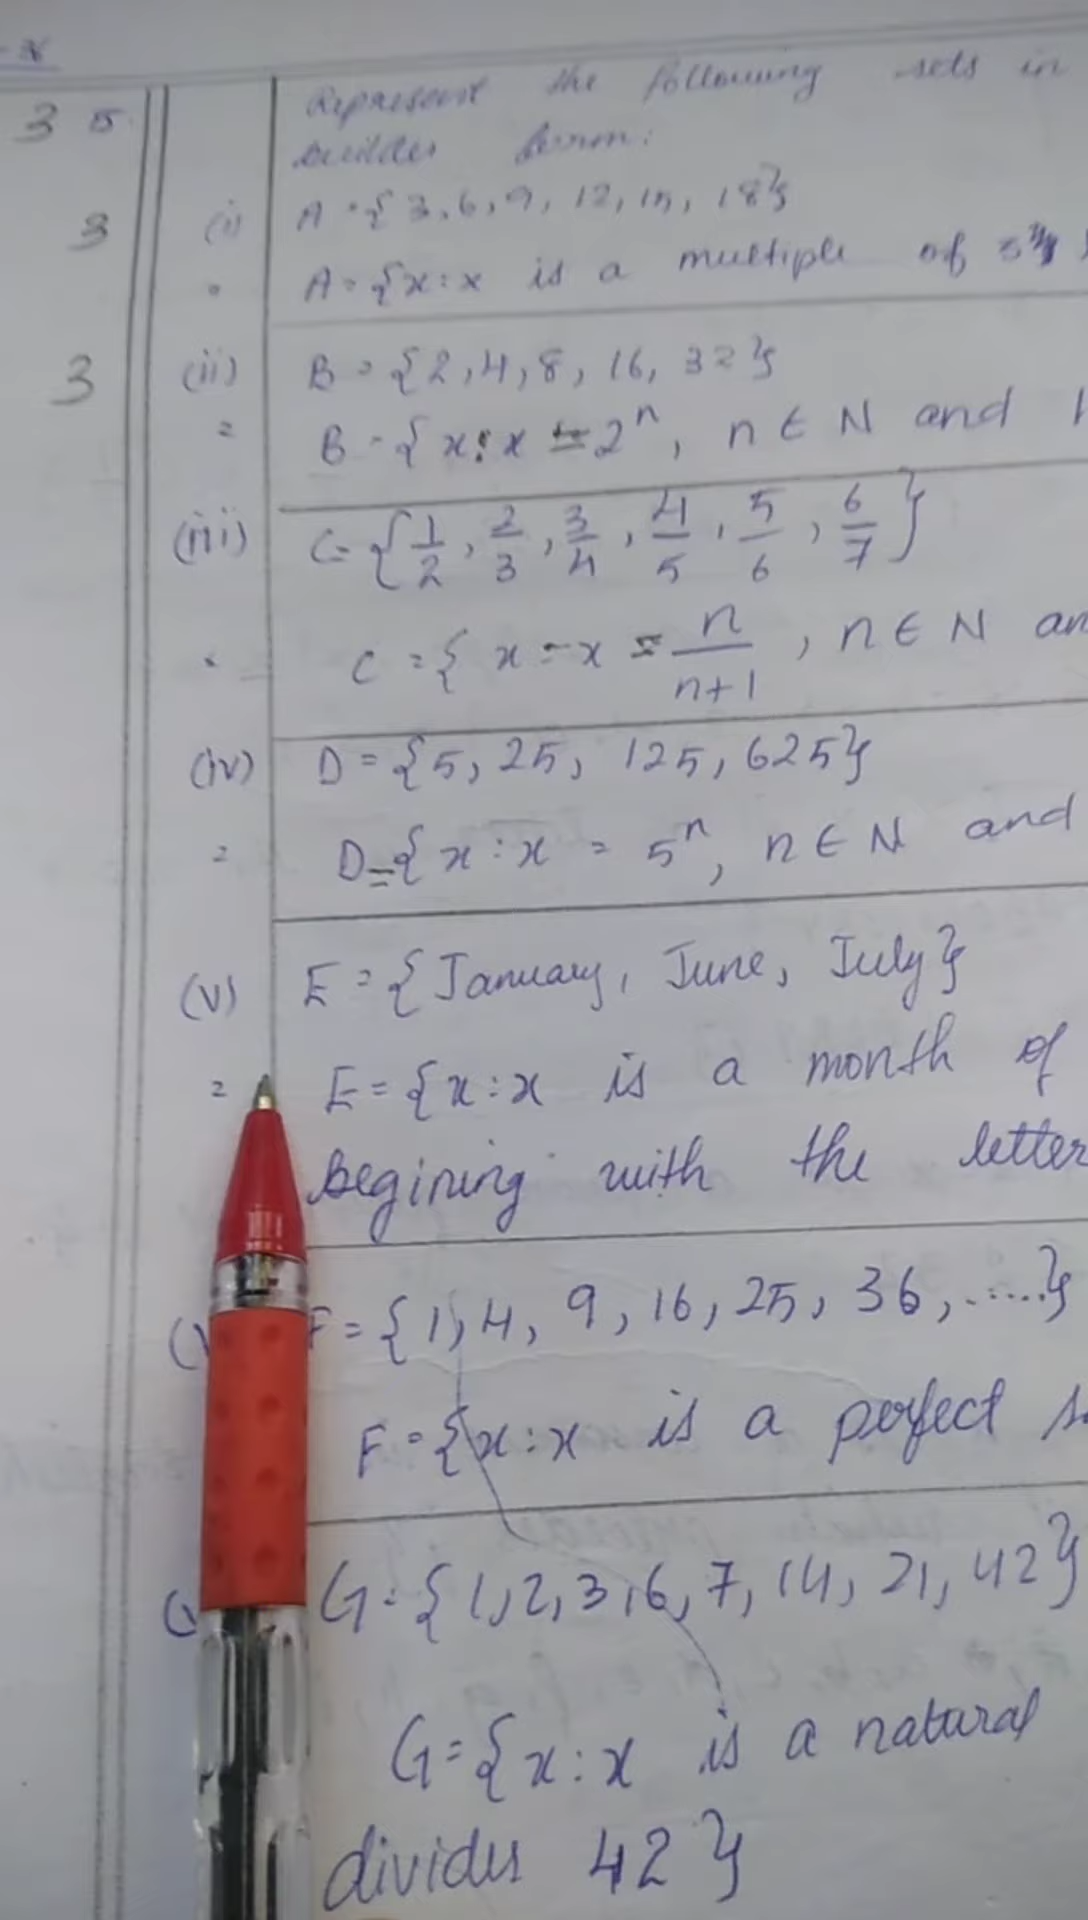 3 5
Represent the following sets in
builder form:
3 (i) A = {3, 6, 9, 12, 15, 18}
A = {x : x is a multiple of 3
3 (ii) B = {2, 4, 8, 16, 32}
= B = {x : x = 2ⁿ, n ∈ N and 1
(iii) C = {1/2, 2/3, 3/4, 4/5, 5/6, 6/7}
C = {x - x = n/n+1, n ∈ N an
(iv) D = {5, 25, 125, 625}
= D = {x : x = 5ⁿ, n ∈ N and
(v) E = {January, June, July}
= E = {x : x is a month of
begining with the letter
F = {1, 4, 9, 16, 25, 36, .....}
F = {x : x is a perfect s
G = {1, 2, 3, 6, 7, 14, 21, 42}
G = {x : x is a natural
divides 42}